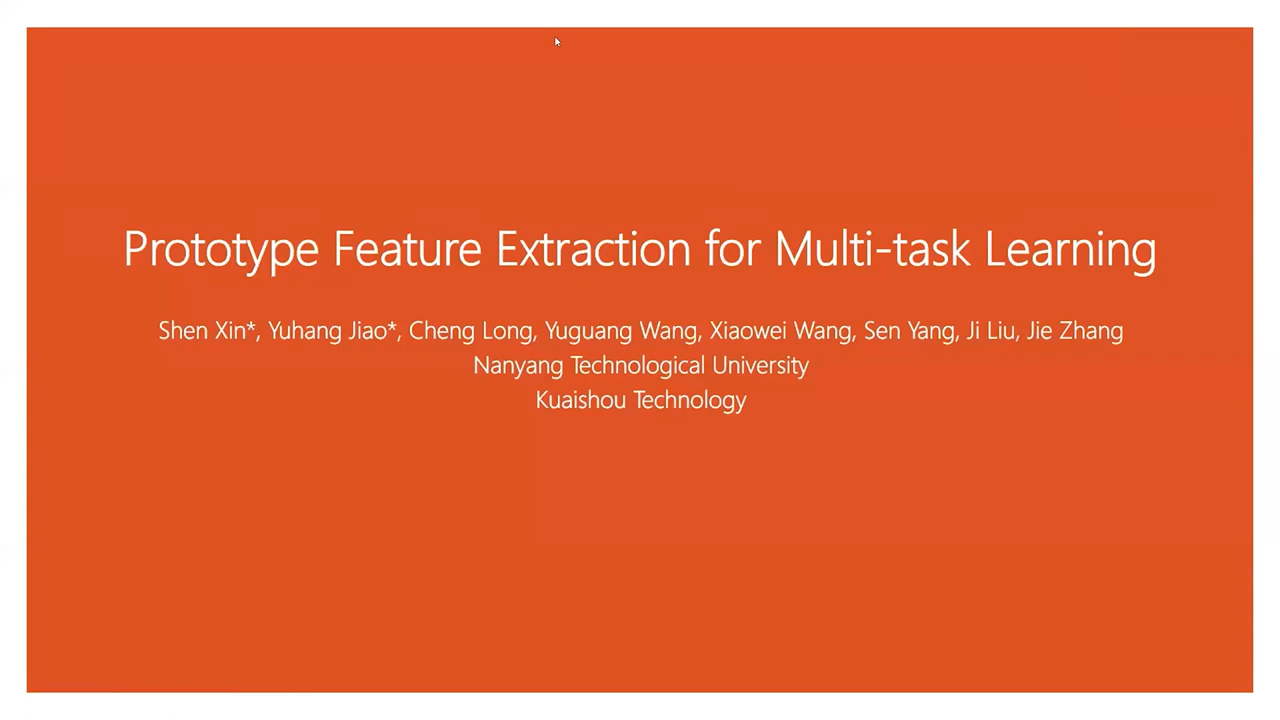 Prototype Feature Extraction for Multi-task Learning
Shen Xin*, Yuhang Jiao*, Cheng Long, Yuguang Wang, Xiaowei Wang, Sen Yang, Ji Liu, Jie Zhang
Nanyang Technological University
Kuaishou Technology